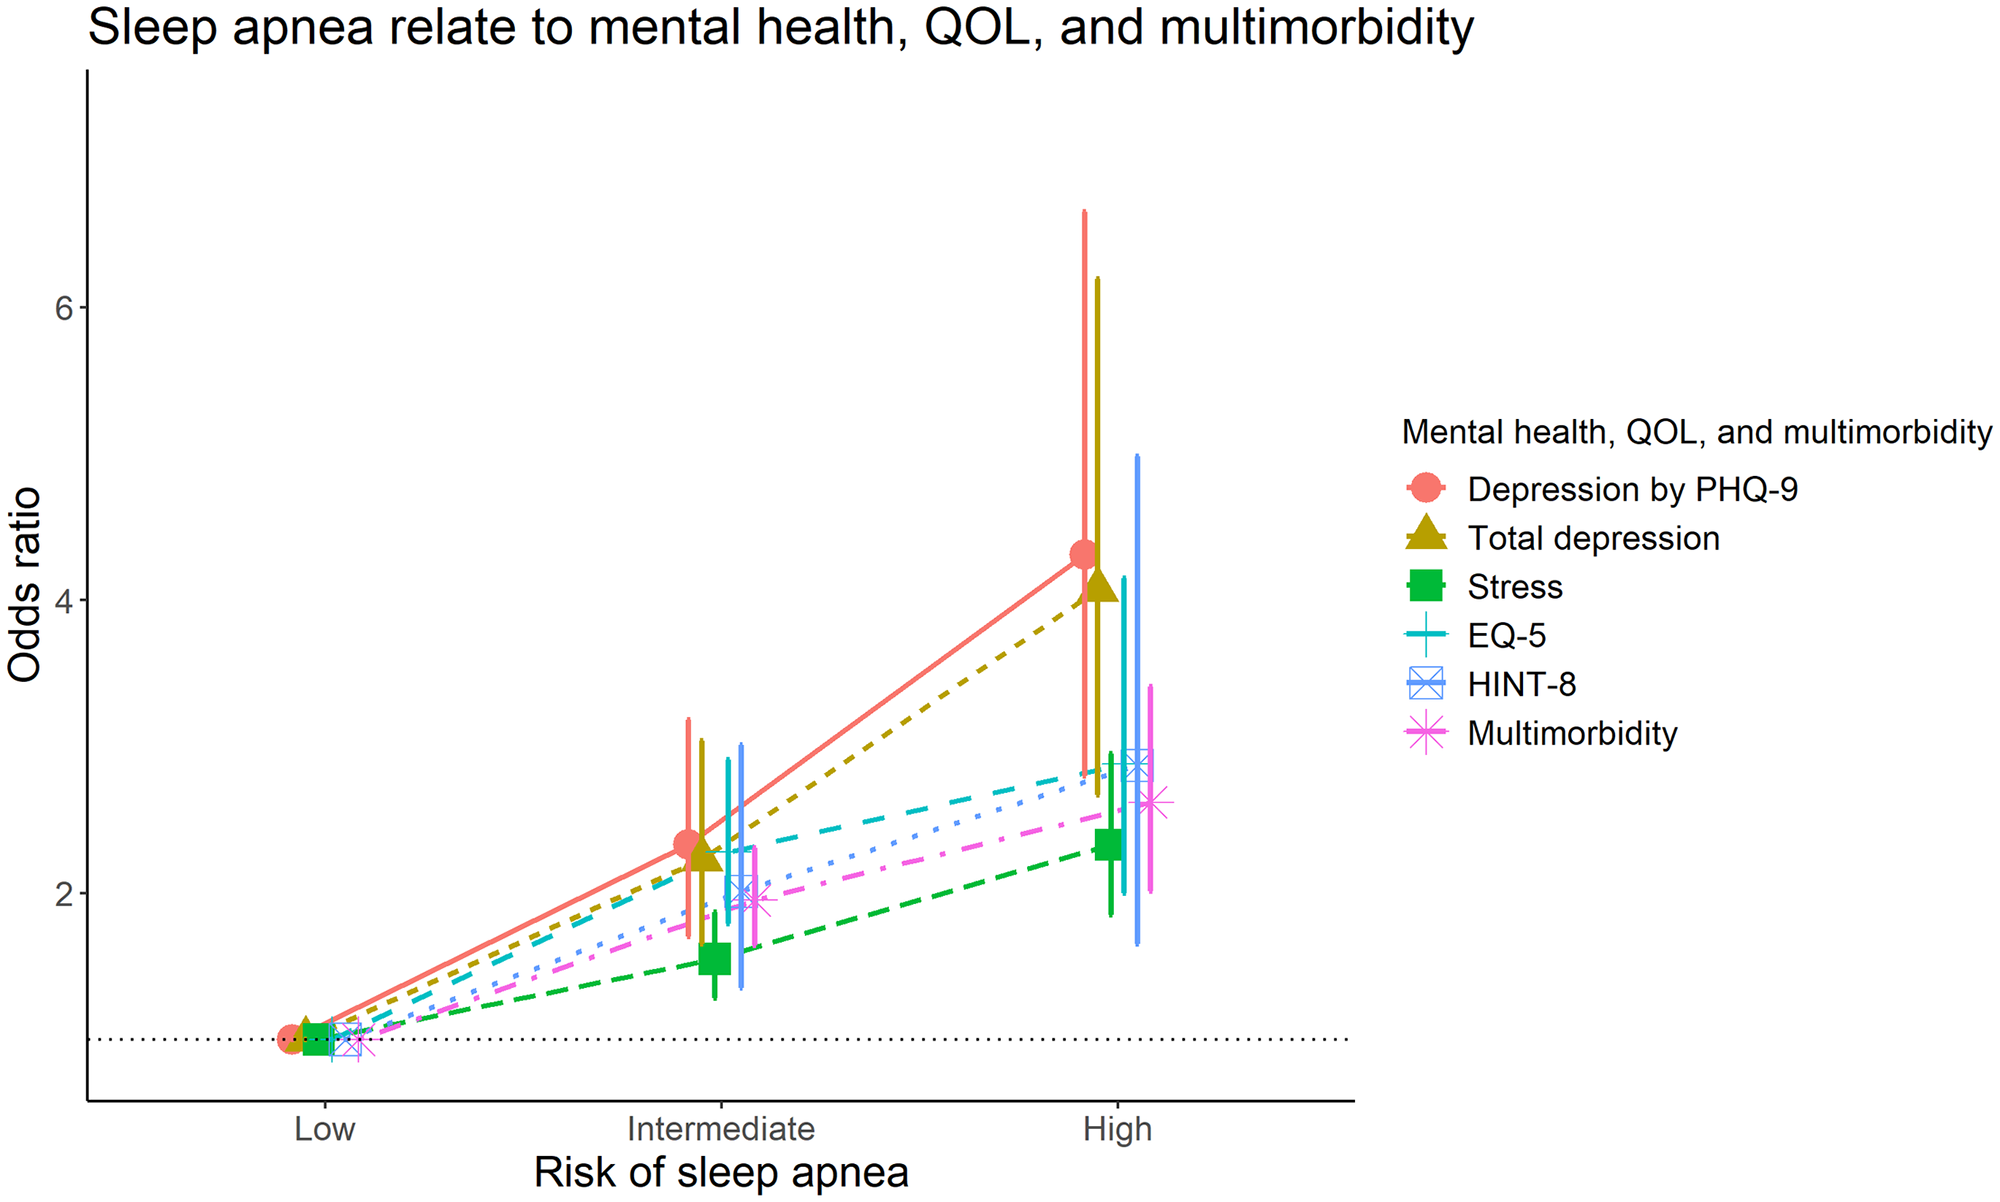 Sleep apnea relate to mental health, QOL, and multimorbidity
Odds ratio
6
4
2
Low
Intermediate
High
Risk of sleep apnea
Mental health, QOL, and multimorbidity
Depression by PHQ-9
Total depression
Stress
EQ-5
HINT-8
Multimorbidity